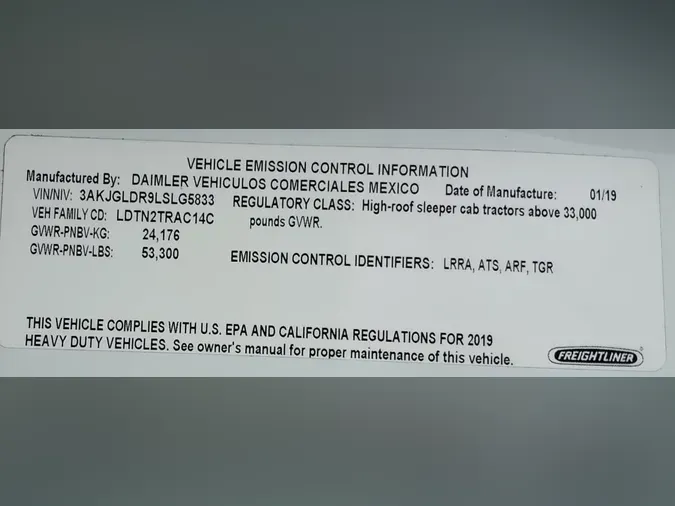 VEHICLE EMISSION CONTROL INFORMATION
Manufactured By: DAIMLER VEHICULOS COMERCIALES MEXICO Date of Manufacture: 01/19
VIN/NIV: 3AKJGLDR9LSLG5833 REGULATORY CLASS: High-roof sleeper cab tractors above 33,000
VEH FAMILY CD: LDTN2TRAC14C pounds GVWR.
GVWR-PNBV-KG: 24,176
GVWR-PNBV-LBS: 53,300 EMISSION CONTROL IDENTIFIERS: LRRA, ATS, ARF, TGR
THIS VEHICLE COMPLIES WITH U.S. EPA AND CALIFORNIA REGULATIONS FOR 2019
HEAVY DUTY VEHICLES. See owner's manual for proper maintenance of this vehicle.
FREIGHTLINER